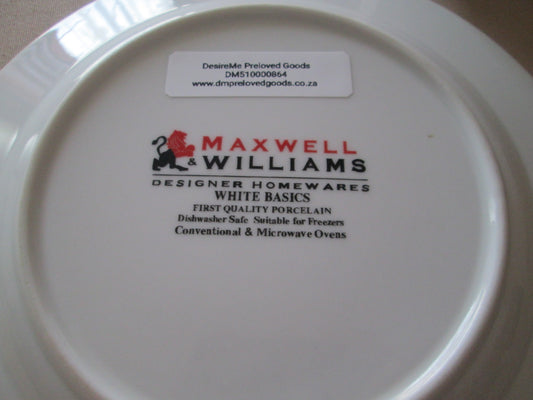 DesireMe Preloved Goods
DM510000864
www.dmprelovedgoods.co.za
MAXWELL
& WILLIAMS
DESIGNER HOMEWARES
WHITE BASICS
FIRST QUALITY PORCELAIN
Dishwasher Safe Suitable for Freezers
Conventional & Microwave Ovens